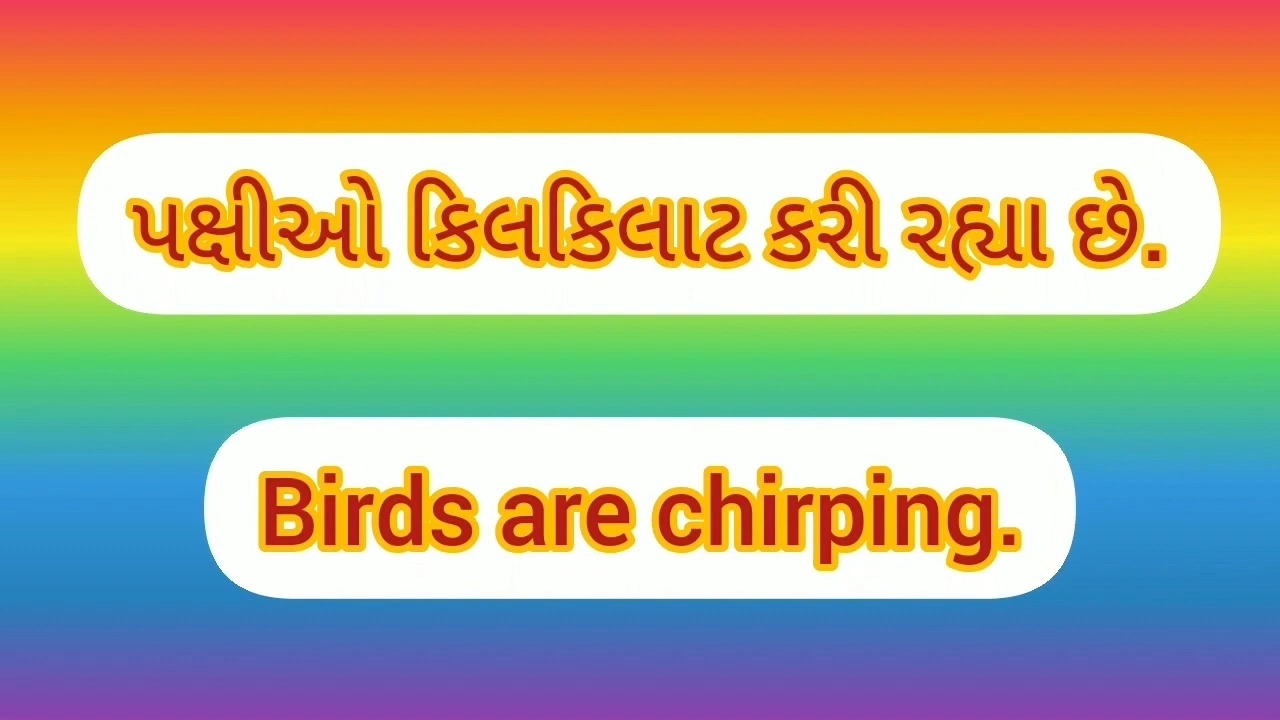 પક્ષીઓ કિલકિલાટ કરી રહ્યા છે.
Birds are chirping.